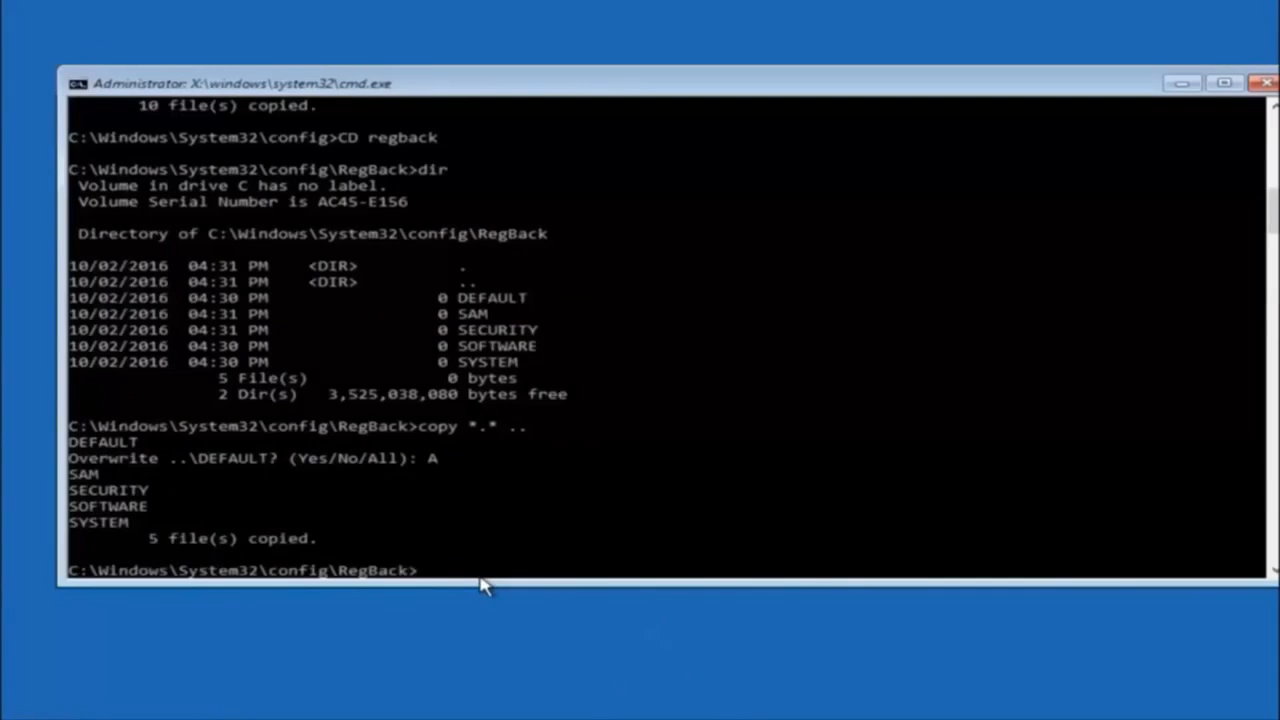 Administrator: X:\windows\system32\cmd.exe
10 file(s) copied.
C:\Windows\System32\config>CD regback
C:\Windows\System32\config\RegBack>dir
Volume in drive C has no label.
Volume Serial Number is AC45-E156
Directory of C:\Windows\System32\config\RegBack
10/02/2016 04:31 PM <DIR> .
10/02/2016 04:31 PM <DIR> ..
10/02/2016 04:30 PM 0 DEFAULT
10/02/2016 04:31 PM 0 SAM
10/02/2016 04:31 PM 0 SECURITY
10/02/2016 04:30 PM 0 SOFTWARE
10/02/2016 04:30 PM 0 SYSTEM
5 File(s) 0 bytes
2 Dir(s) 3,525,038,080 bytes free
C:\Windows\System32\config\RegBack>copy *.* ..
DEFAULT
Overwrite ..\DEFAULT? (Yes/No/All): A
SAM
SECURITY
SOFTWARE
SYSTEM
5 file(s) copied.
C:\Windows\System32\config\RegBack>